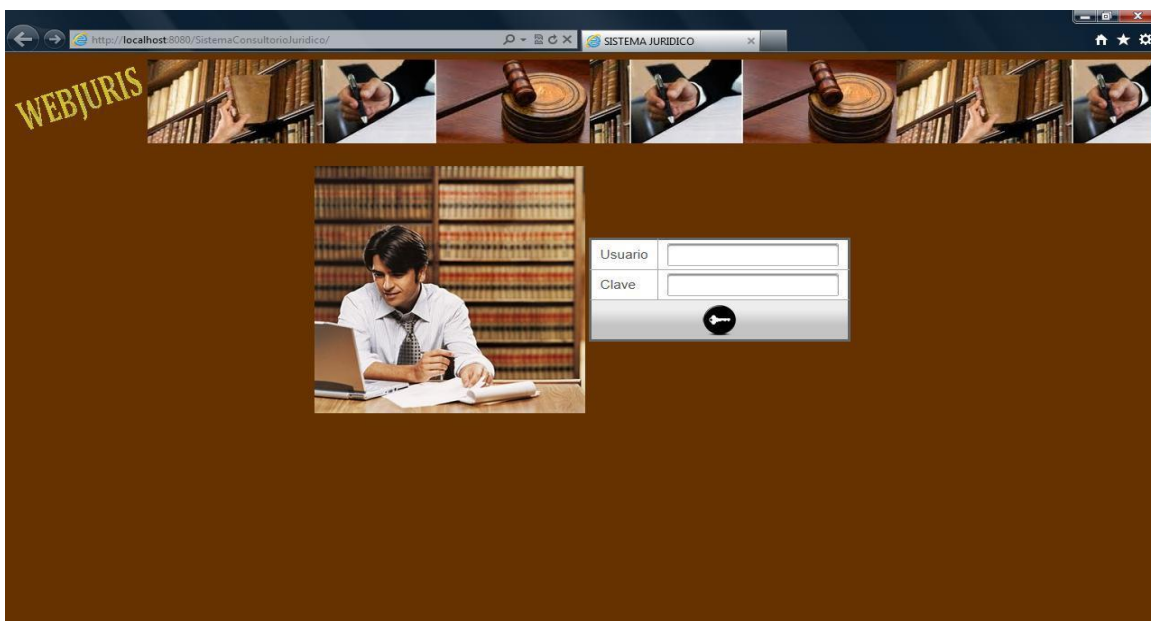 http://localhost:8080/SistemaConsultorioJuridico/
SISTEMA JURIDICO
WEBJURIS
Usuario
Clave